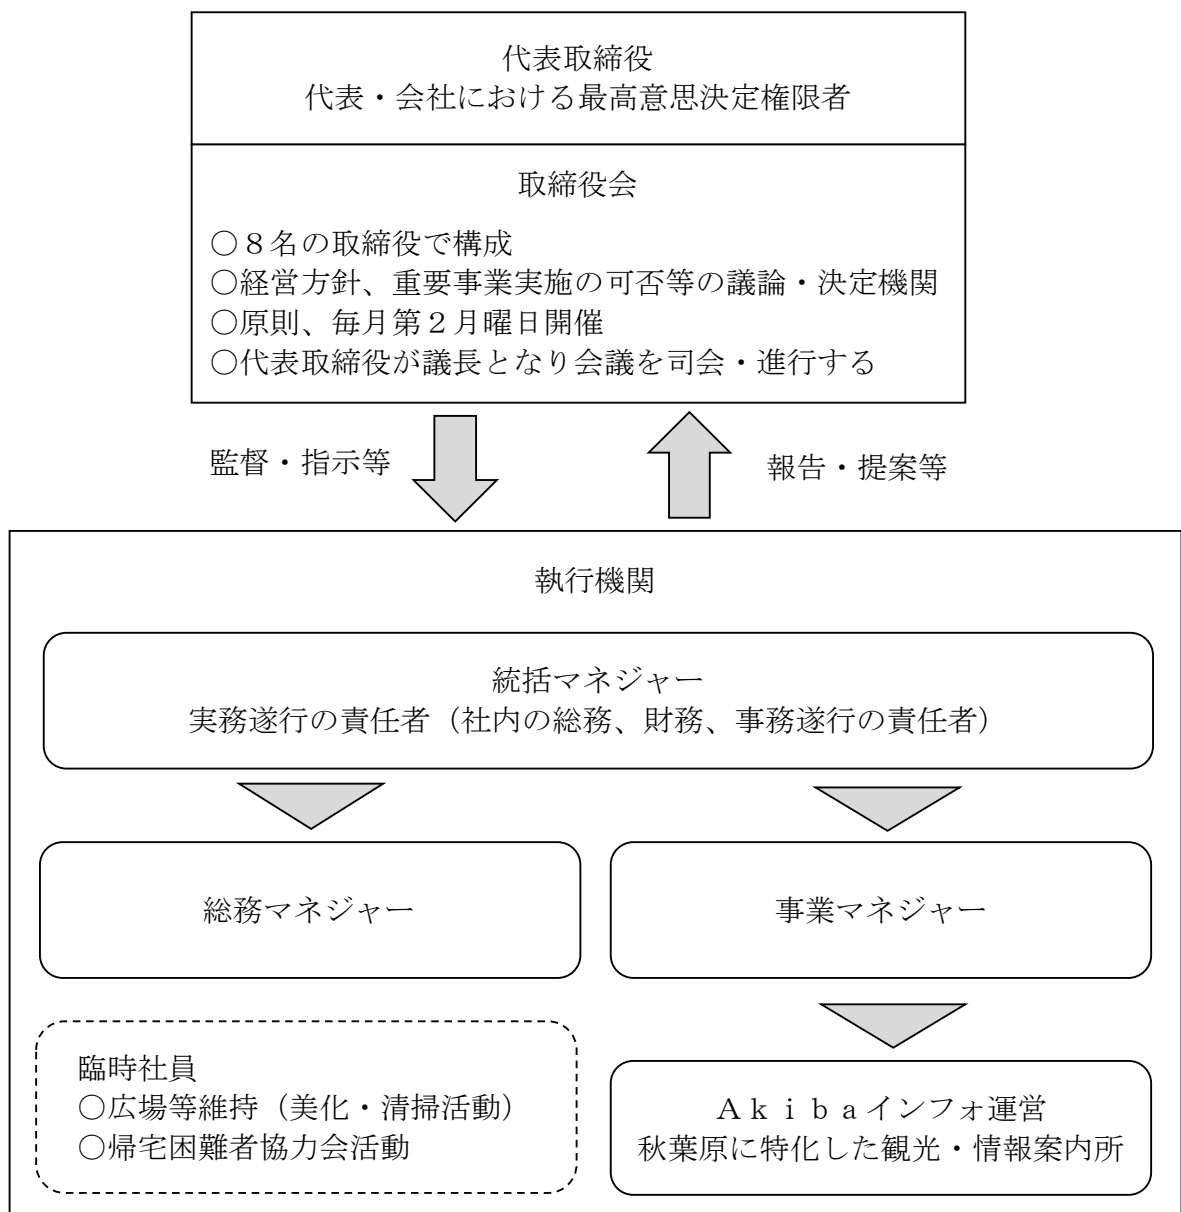 代表取締役
代表・会社における最高意思決定権限者
取締役会
○８名の取締役で構成
○経営方針、重要事業実施の可否等の議論・決定機関
○原則、毎月第２月曜日開催
○代表取締役が議長となり会議を司会・進行する
監督・指示等
報告・提案等
執行機関
統括マネジャー
実務遂行の責任者（社内の総務、財務、事務遂行の責任者）
総務マネジャー
事業マネジャー
臨時社員
○広場等維持（美化・清掃活動）
○帰宅困難者協力会活動
Ａｋｉｂａインフォ運営
秋葉原に特化した観光・情報案内所